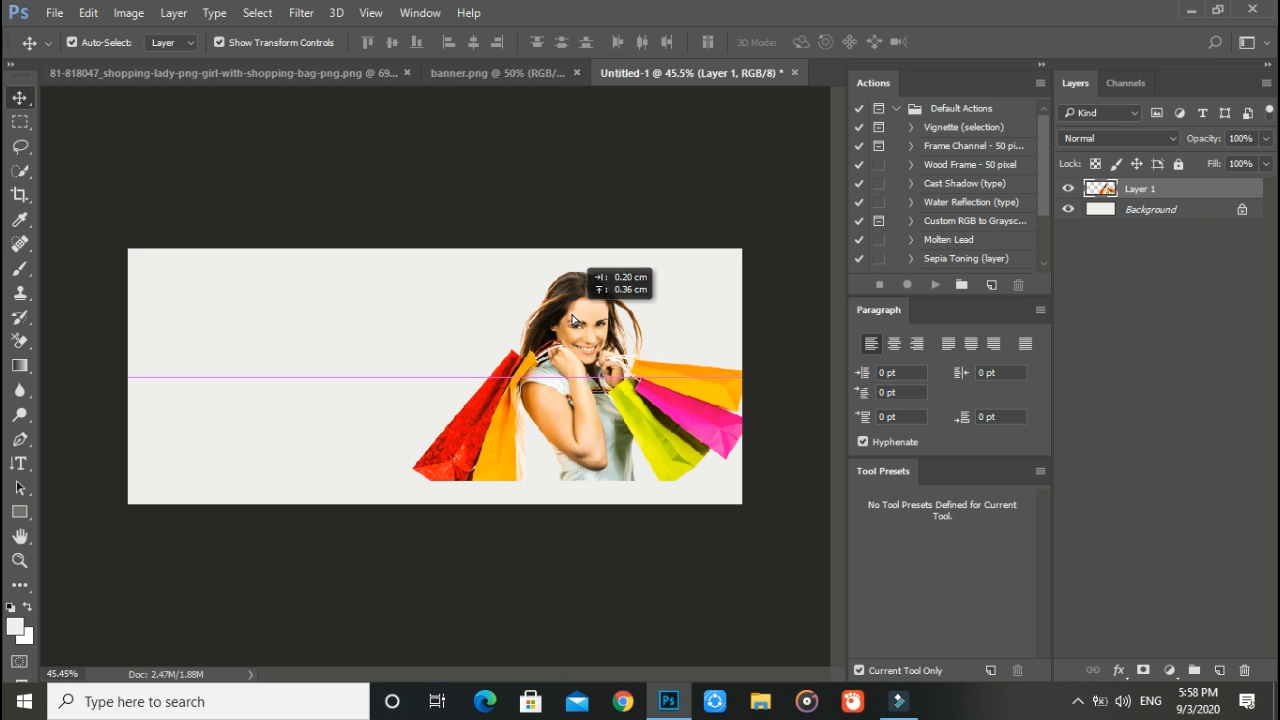 Ps File Edit Image Layer Type Select Filter 3D View Window Help
Auto-Select: Layer Show Transform Controls 3D Mode:
81-818047_shopping-lady-png-girl-with-shopping-bag-png.png @ 69... × banner.png @ 50% (RGB/... × Untitled-1 @ 45.5% (Layer 1, RGB/8) * ×
Actions
Default Actions
Vignette (selection)
Frame Channel - 50 pi...
Wood Frame - 50 pixel
Cast Shadow (type)
Water Reflection (type)
Custom RGB to Graysc...
Molten Lead
Sepia Toning (layer)
Layers Channels
Kind
Normal Opacity: 100%
Lock: Fill: 100%
Layer 1
Background
0.20 cm
0.36 cm
Paragraph
0 pt 0 pt
0 pt
0 pt 0 pt
Hyphenate
Tool Presets
No Tool Presets Defined for Current
Tool.
Current Tool Only
45.45% Doc: 2.47M/1.88M
Type here to search
Ps
ENG
5:58 PM
9/3/2020